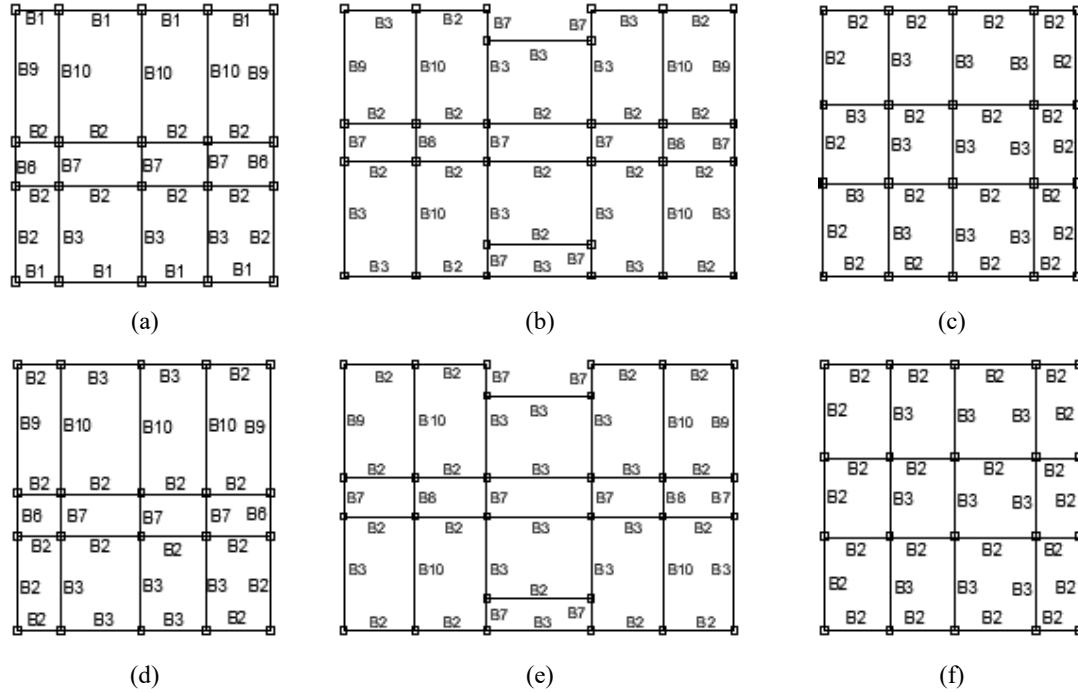 B1 B1 B1 B1
B9 B10 B10 B10 B9
B2 B2 B2 B2
B6 B7 B7 B7 B6
B2 B2 B2 B2
B2 B3 B3 B3 B2
B1 B1 B1 B1
(a)
B3 B2 B7 B7 B3 B2
B3
B9 B10 B3 B3 B10 B9
B2 B2 B2 B2 B2
B7 B8 B7 B7 B8 B7
B2 B2 B2 B2 B2
B3 B10 B3 B3 B10 B3
B2
B7 B7
B3 B2 B3 B3 B2
(b)
B2 B2 B2 B2
B2 B3 B3 B3 B2
B3 B2 B2 B2
B2 B3 B3 B3 B2
B3 B2 B2 B2
B2 B3 B3 B3 B2
B2 B2 B2 B2
(c)
B2 B3 B3 B2
B9 B10 B10 B10 B9
B2 B2 B2 B2
B6 B7 B7 B7 B6
B2 B2 B2 B2
B2 B3 B3 B3 B2
B2 B3 B3 B2
(d)
B2 B2 B7 B7 B2 B2
B3
B9 B10 B3 B3 B10 B9
B2 B2 B3 B3 B2
B7 B8 B7 B7 B8 B7
B2 B2 B3 B3 B2
B3 B10 B3 B3 B10 B3
B2
B7 B7
B2 B2 B3 B2 B2
(e)
B2 B2 B2 B2
B2 B3 B3 B3 B2
B2 B2 B2 B2
B2 B3 B3 B3 B2
B2 B2 B2 B2
B2 B3 B3 B3 B2
B2 B2 B2 B2
(f)